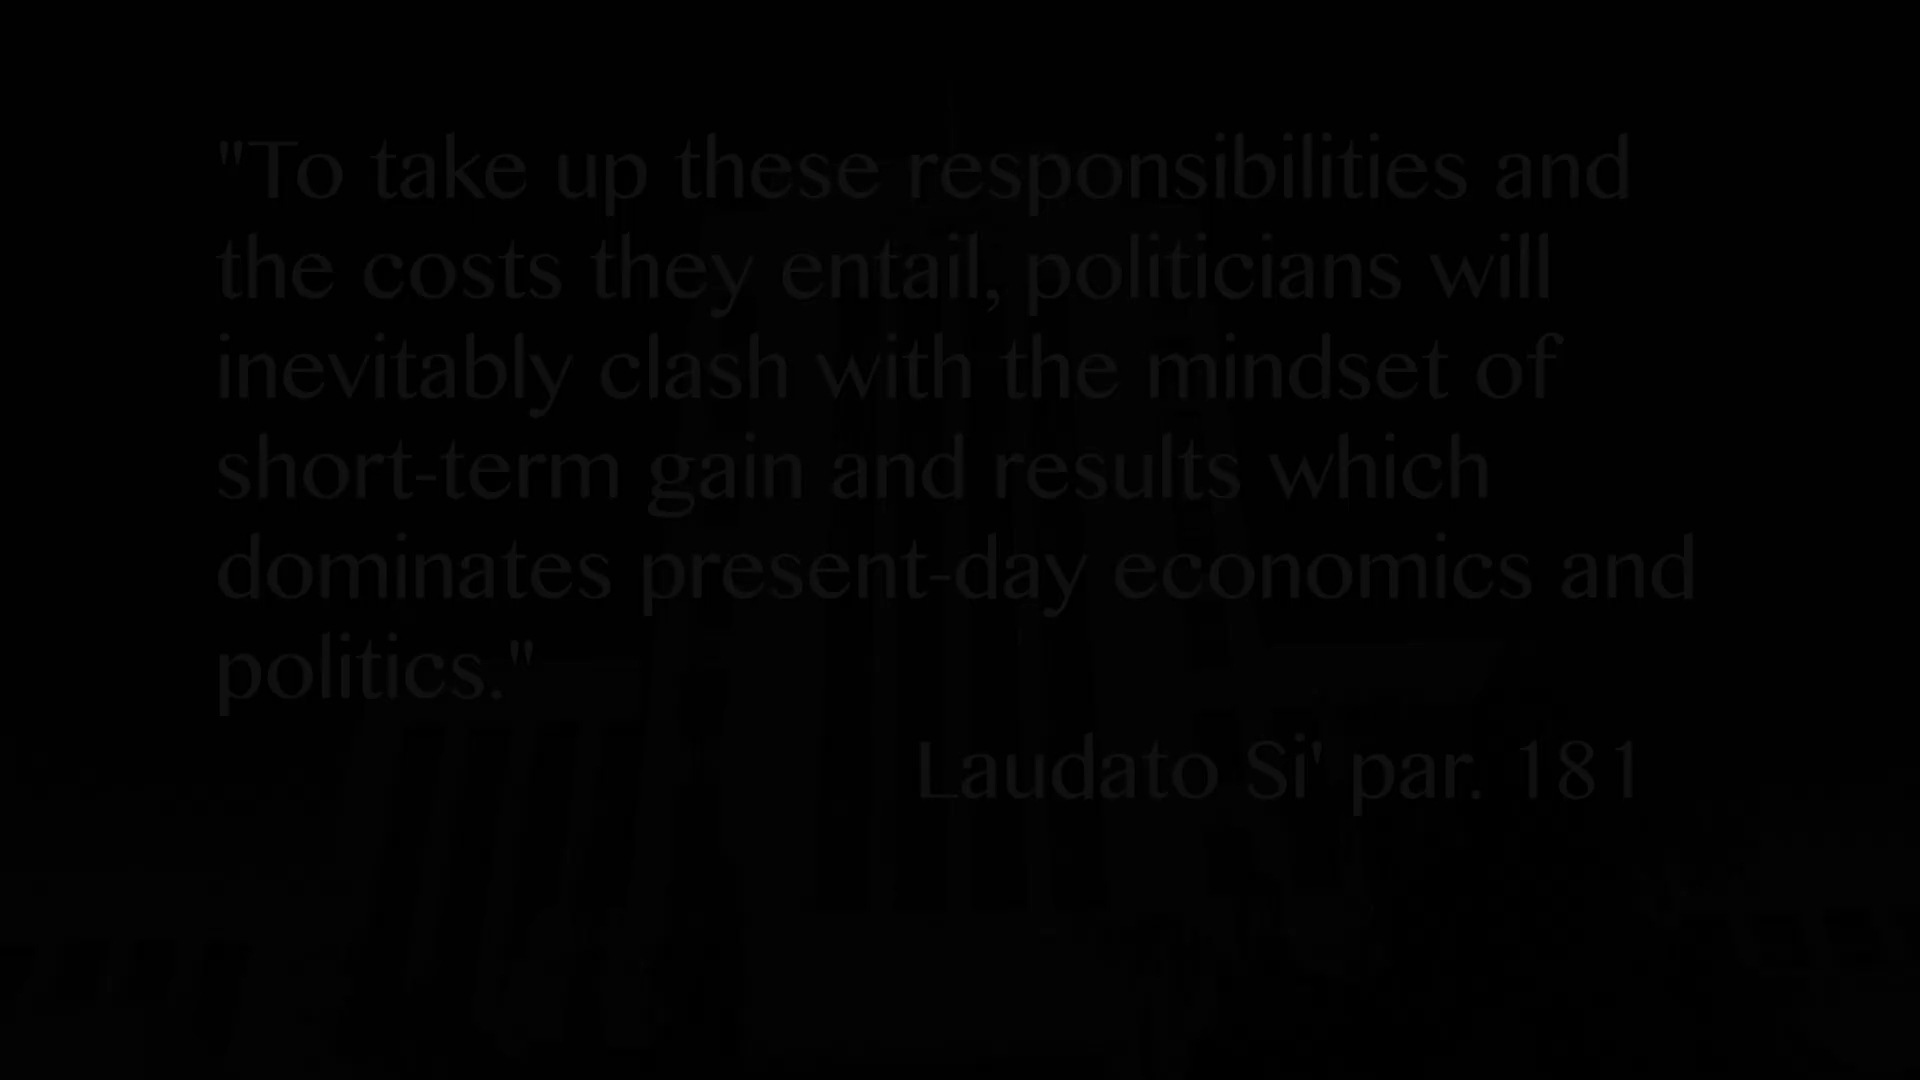 "To take up these responsibilities and
the costs they entail, politicians will
inevitably clash with the mindset of
short-term gain and results which
dominates present-day economics and
politics."
Laudato Si' par. 181